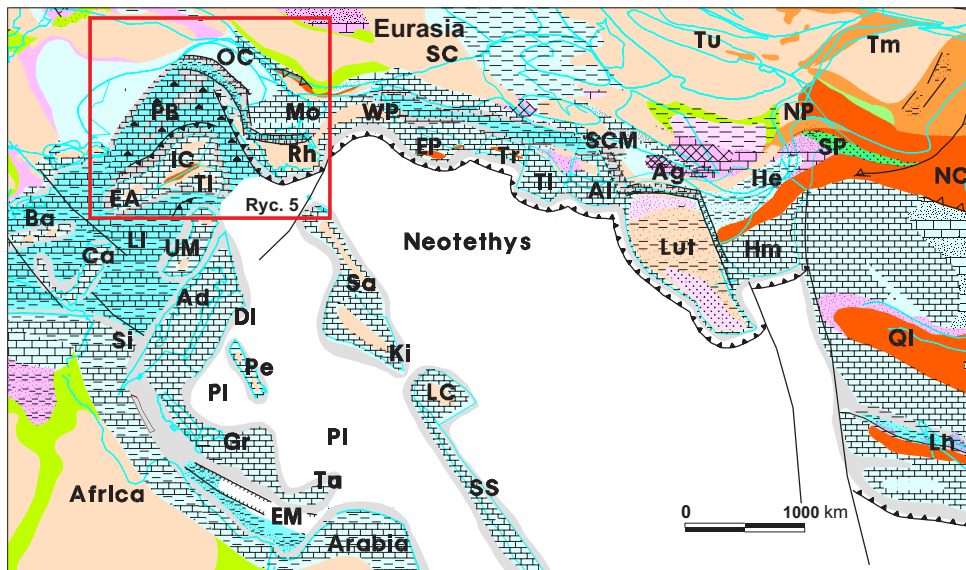 Eurasia
OC
SC
Tu
Tm
PB
Mo
WP
NP
IC
Rh
EP
Tr
SCM
SP
EA
TI
TI
AI
Ag
He
NC
Ba
Ryc. 5
Ca
LI
UM
Neotethys
Lut
Hm
Ad
Sa
DI
Si
Ki
QI
Pe
PI
LC
Gr
PI
Lh
Africa
Ta
SS
EM
0 1000 km
Arabia